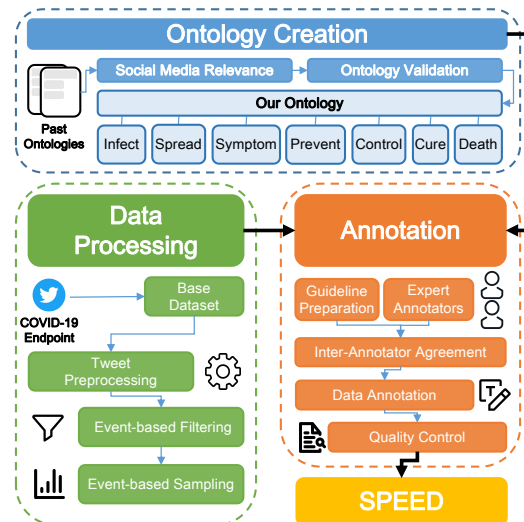 Ontology Creation
Social Media Relevance
Ontology Validation
Past
Ontologies
Our Ontology
Infect
Spread
Symptom
Prevent
Control
Cure
Death
Data
Processing
COVID-19
Endpoint
Base
Dataset
Tweet
Preprocessing
Event-based Filtering
Event-based Sampling
Annotation
Guideline
Preparation
Expert
Annotators
Inter-Annotator Agreement
Data Annotation
T
Quality Control
SPEED